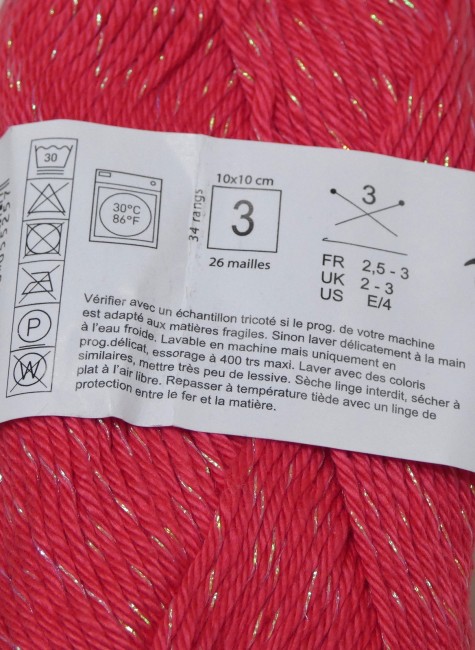 30
30°C
86°F
P
W
34 rangs
10x10 cm
3
26 mailles
3
FR 2,5 - 3
UK 2 - 3
US E/4
Vérifier avec un échantillon tricoté si le prog. de votre machine
est adapté aux matières fragiles. Sinon laver délicatement à la main
à l'eau froide. Lavable en machine mais uniquement en
prog.délicat, essorage à 400 trs maxi. Laver avec des coloris
similaires, mettre très peu de lessive. Sèche linge interdit, sécher à
plat à l'air libre. Repasser à température tiède avec un linge de
protection entre le fer et la matière.